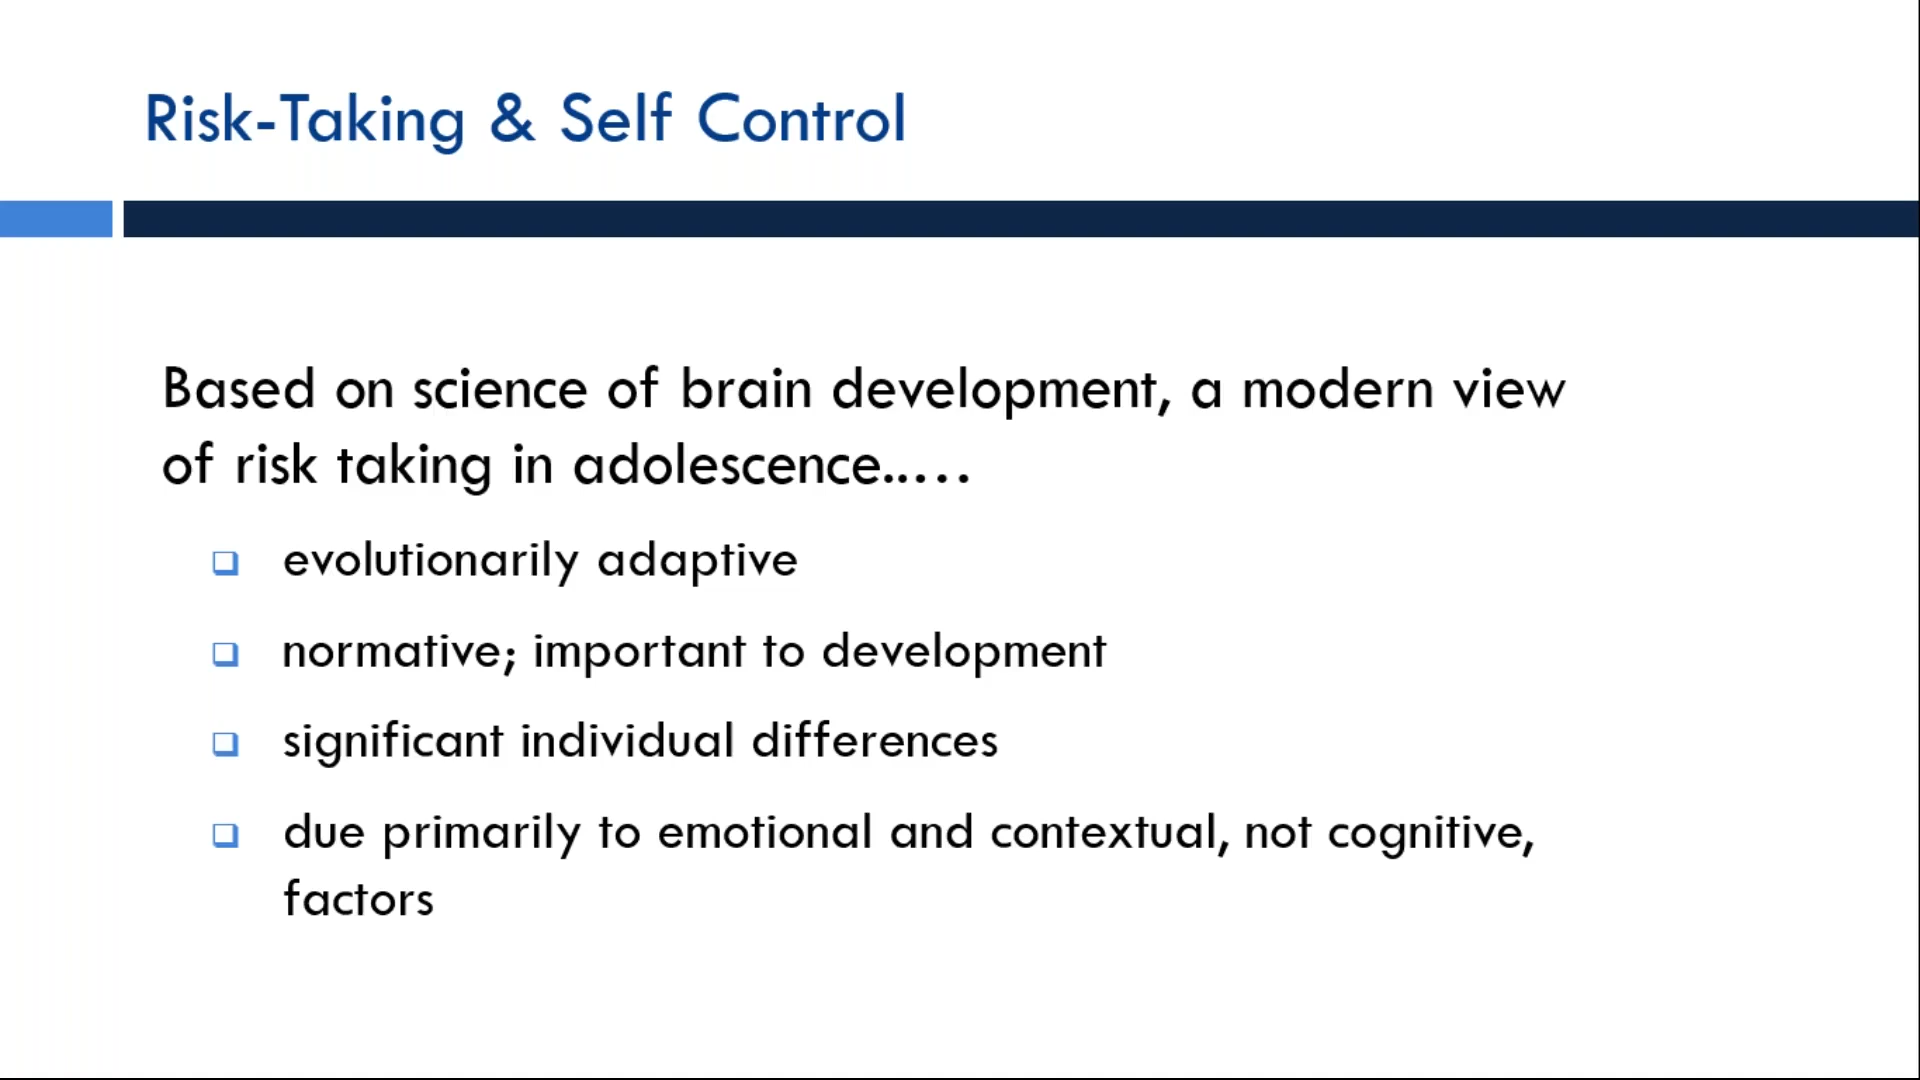 Risk-Taking & Self Control
Based on science of brain development, a modern view
of risk taking in adolescence..…
❑ evolutionarily adaptive
❑ normative; important to development
❑ significant individual differences
❑ due primarily to emotional and contextual, not cognitive,
factors